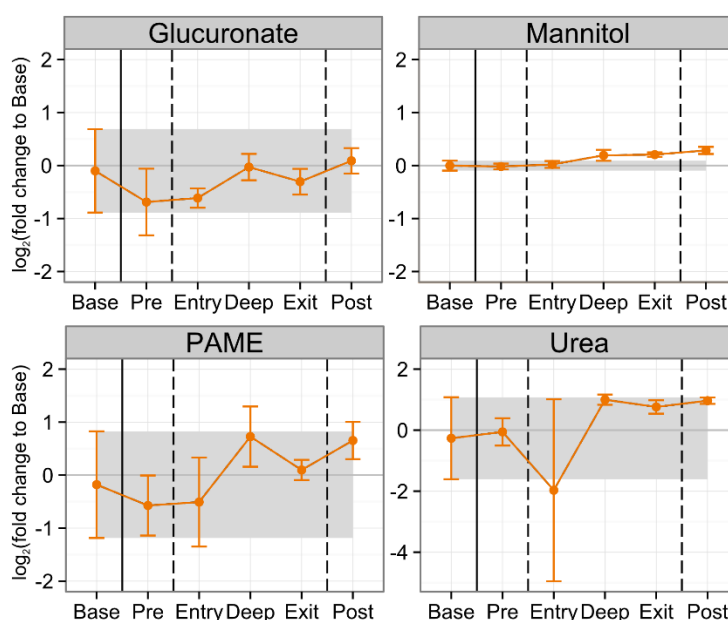 Glucuronate
Mannitol
log₂(fold change to Base)
2
1
0
-1
-2
2
1
0
-1
-2
Base Pre Entry Deep Exit Post
Base Pre Entry Deep Exit Post
PAME
Urea
log₂(fold change to Base)
2
1
0
-1
-2
2
0
-2
-4
Base Pre Entry Deep Exit Post
Base Pre Entry Deep Exit Post